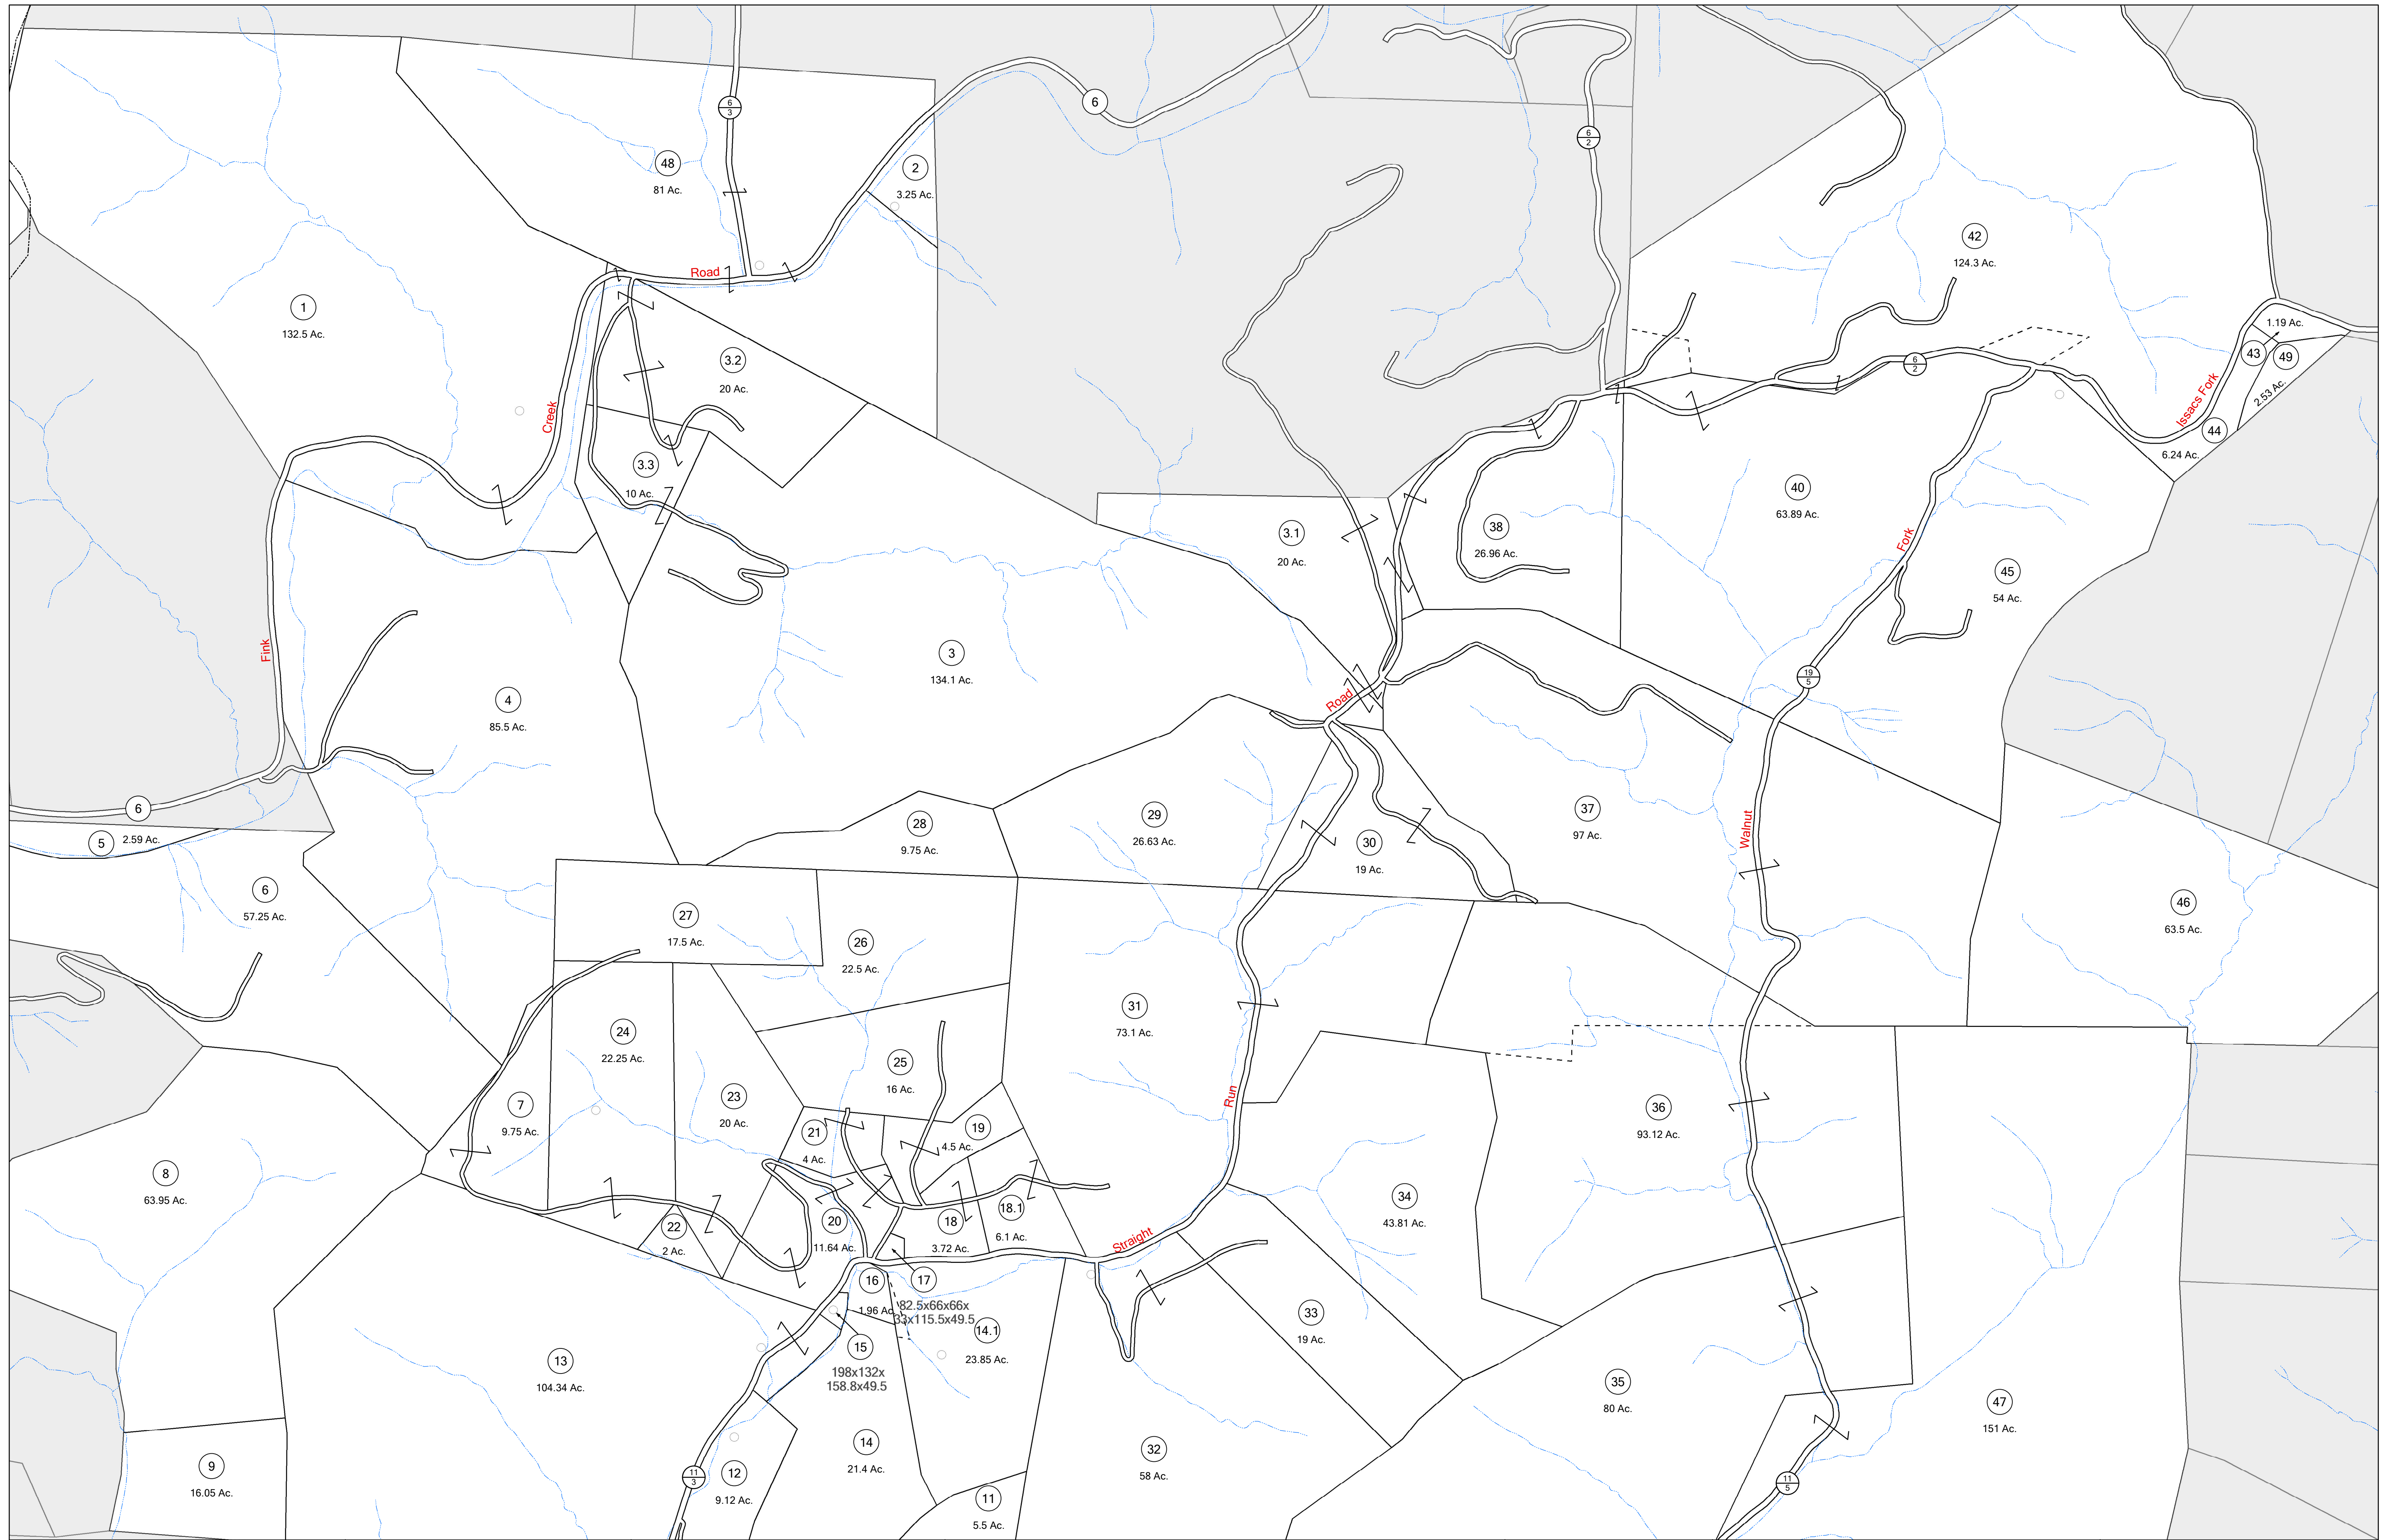 6
3
6
6
2
48
81 Ac.
2
3.25 Ac.
42
124.3 Ac.
Road
1
132.5 Ac.
1.19 Ac.
43
49
3.2
20 Ac.
6
2
Issacs Fork
2.53 Ac.
Creek
44
6.24 Ac.
3.3
10 Ac.
40
63.89 Ac.
3.1
20 Ac.
38
26.96 Ac.
Fork
45
54 Ac.
Fink
3
134.1 Ac.
19
5
4
85.5 Ac.
Road
6
5
2.59 Ac.
28
9.75 Ac.
29
26.63 Ac.
30
19 Ac.
37
97 Ac.
Walnut
6
57.25 Ac.
27
17.5 Ac.
26
22.5 Ac.
46
63.5 Ac.
31
73.1 Ac.
24
22.25 Ac.
25
16 Ac.
7
9.75 Ac.
23
20 Ac.
Run
36
93.12 Ac.
21
4 Ac.
19
4.5 Ac.
8
63.95 Ac.
34
43.81 Ac.
22
2 Ac.
20
11.64 Ac.
18
3.72 Ac.
18.1
6.1 Ac.
Straight
16
1.96 Ac.
17
82.5x66x66x
33x115.5x49.5
14.1
23.85 Ac.
33
19 Ac.
15
198x132x
158.8x49.5
13
104.34 Ac.
35
80 Ac.
47
151 Ac.
14
21.4 Ac.
32
58 Ac.
9
16.05 Ac.
11
3
12
9.12 Ac.
11
5.5 Ac.
11
5